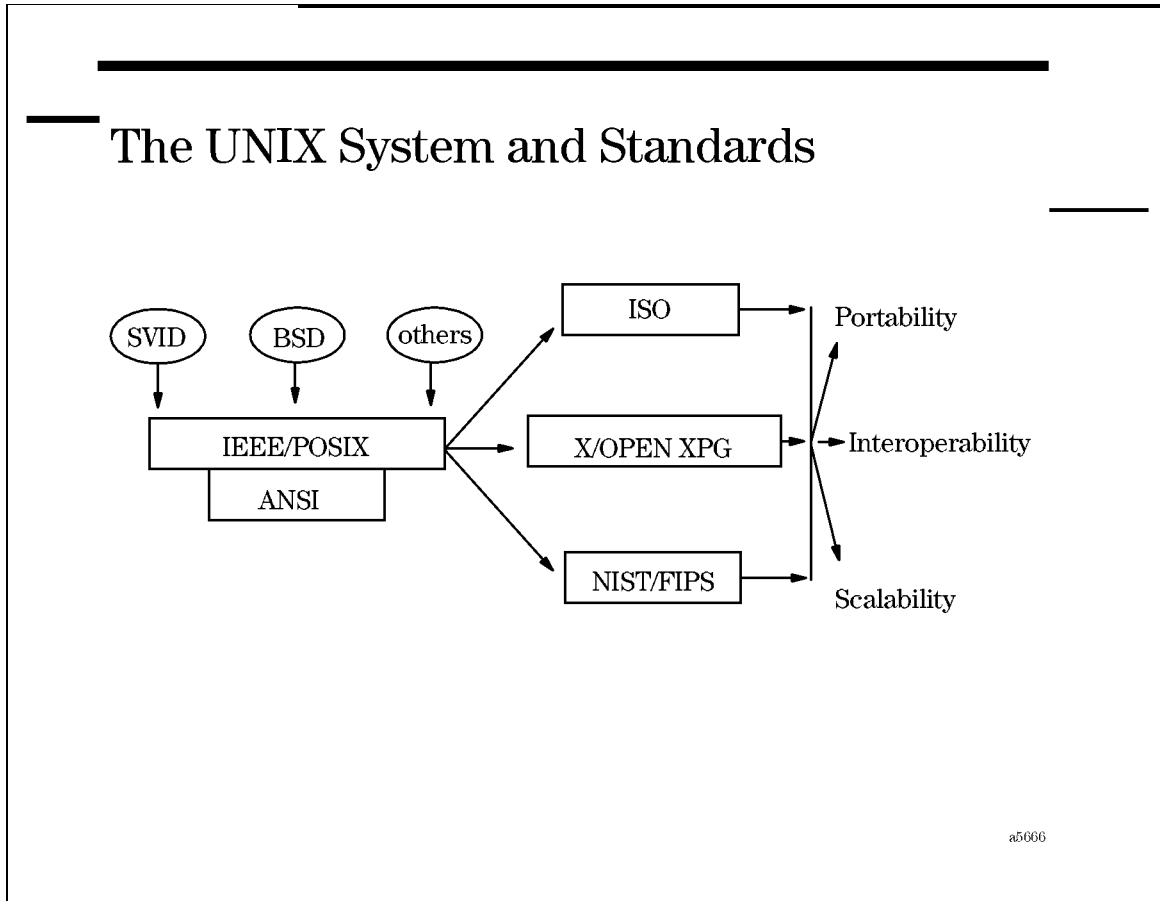 The UNIX System and Standards
SVID
BSD
others
IEEE/POSIX
ANSI
ISO
X/OPEN XPG
NIST/FIPS
Portability
Interoperability
Scalability
a5666